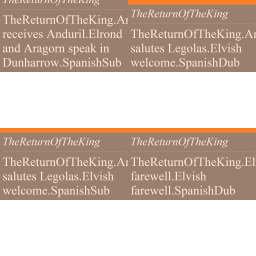 TheReturnOfTheKing
TheReturnOfTheKing.Ar
receives Anduril.Elrond
and Aragorn speak in
Dunharrow.SpanishSub
TheReturnOfTheKing
TheReturnOfTheKing.Ar
salutes Legolas.Elvish
welcome.SpanishDub
TheReturnOfTheKing
TheReturnOfTheKing.Ar
salutes Legolas.Elvish
welcome.SpanishSub
TheReturnOfTheKing
TheReturnOfTheKing.El
farewell.Elvish
farewell.SpanishDub